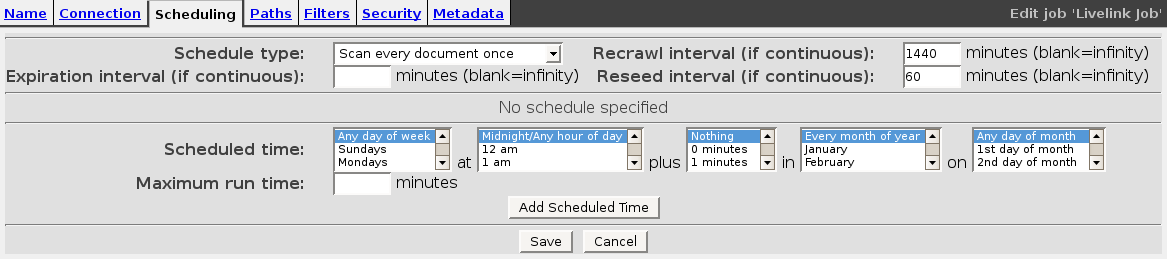 Name Connection Scheduling Paths Filters Security Metadata Edit job 'Livelink Job'
Schedule type: Scan every document once Recrawl interval (if continuous): 1440 minutes (blank=infinity)
Expiration interval (if continuous): minutes (blank=infinity) Reseed interval (if continuous): 60 minutes (blank=infinity)
No schedule specified
Any day of week Midnight/Any hour of day Nothing Every month of year Any day of month
Scheduled time: Sundays 12 am 0 minutes January 1st day of month
Mondays at 1 am plus 1 minutes in February on 2nd day of month
Maximum run time: minutes
Add Scheduled Time
Save Cancel